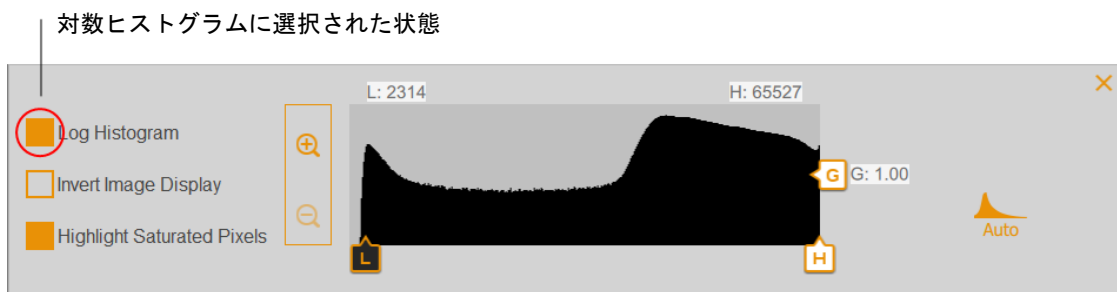 対数ヒストグラムに選択された状態
L: 2314
H: 65527
Log Histogram
Invert Image Display
G
G: 1.00
Highlight Saturated Pixels
Auto
L
H